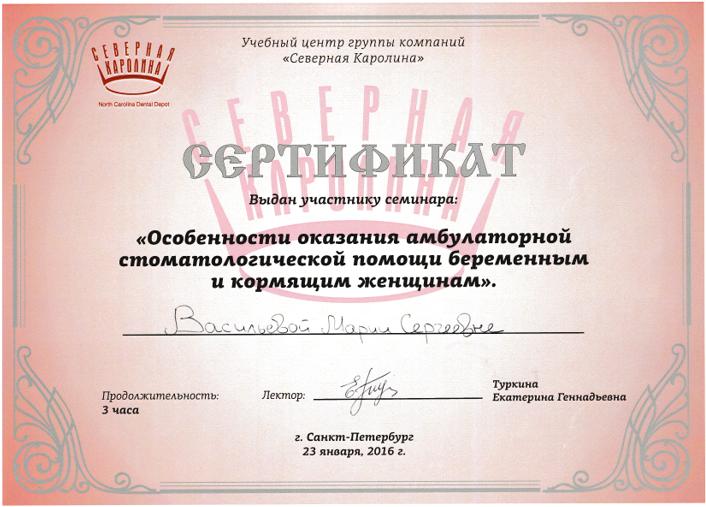 СЕВЕРНАЯ
КАРОЛИНА
North Carolina Dental Depot
Учебный центр группы компаний
«Северная Каролина»
СЕВЕРНАЯ
КАРОЛИНА
СЕРТИФИКАТ
Выдан участнику семинара:
«Особенности оказания амбулаторной
стоматологической помощи беременным
и кормящим женщинам».
Васильевой Марии Сергеевне
Продолжительность:
3 часа
Лектор:
Туркина
Екатерина Геннадьевна
г. Санкт-Петербург
23 января, 2016 г.